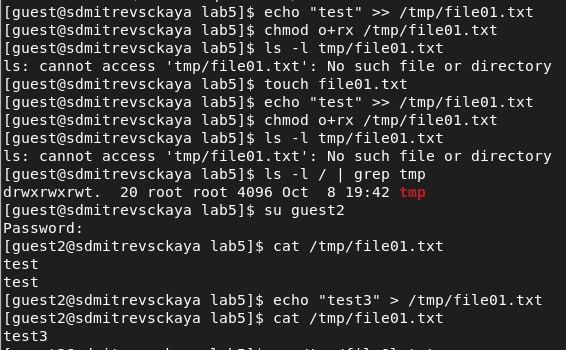 [guest@sdmitrevsckaya lab5]$ echo "test" >> /tmp/file01.txt
[guest@sdmitrevsckaya lab5]$ chmod o+rx /tmp/file01.txt
[guest@sdmitrevsckaya lab5]$ ls -l tmp/file01.txt
ls: cannot access 'tmp/file01.txt': No such file or directory
[guest@sdmitrevsckaya lab5]$ touch file01.txt
[guest@sdmitrevsckaya lab5]$ echo "test" >> /tmp/file01.txt
[guest@sdmitrevsckaya lab5]$ chmod o+rx /tmp/file01.txt
[guest@sdmitrevsckaya lab5]$ ls -l tmp/file01.txt
ls: cannot access 'tmp/file01.txt': No such file or directory
[guest@sdmitrevsckaya lab5]$ ls -l / | grep tmp
drwxrwxrwt.  20 root root 4096 Oct  8 19:42 tmp
[guest@sdmitrevsckaya lab5]$ su guest2
Password:
[guest2@sdmitrevsckaya lab5]$ cat /tmp/file01.txt
test
test
[guest2@sdmitrevsckaya lab5]$ echo "test3" > /tmp/file01.txt
[guest2@sdmitrevsckaya lab5]$ cat /tmp/file01.txt
test3